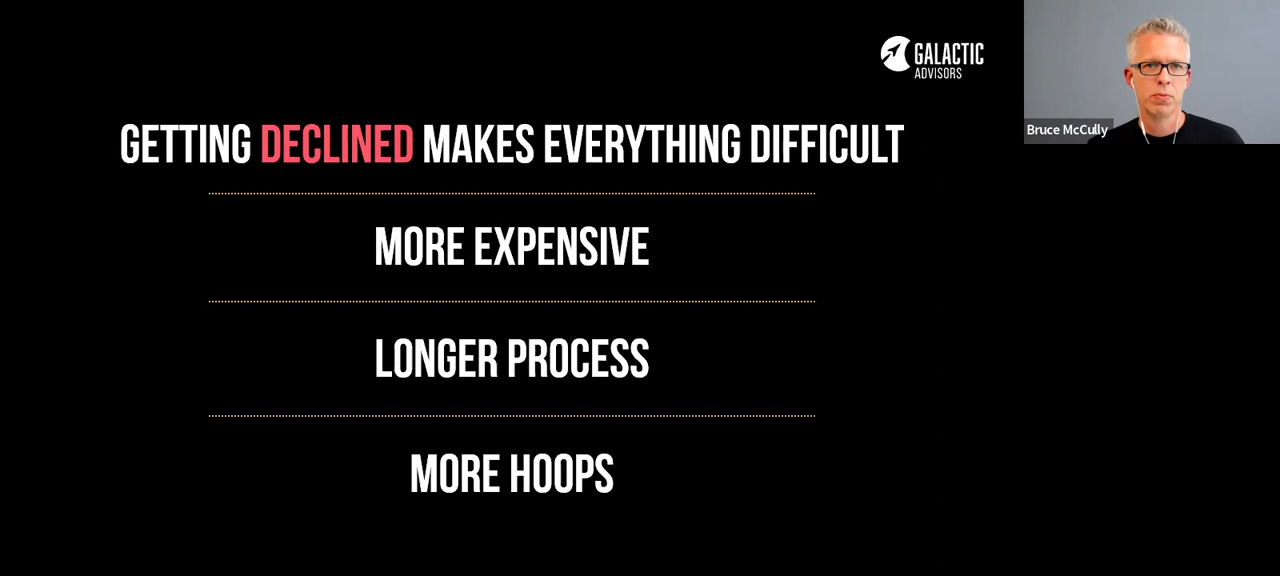 GALACTIC
ADVISORS
Bruce McCully
GETTING DECLINED MAKES EVERYTHING DIFFICULT
MORE EXPENSIVE
LONGER PROCESS
MORE HOOPS